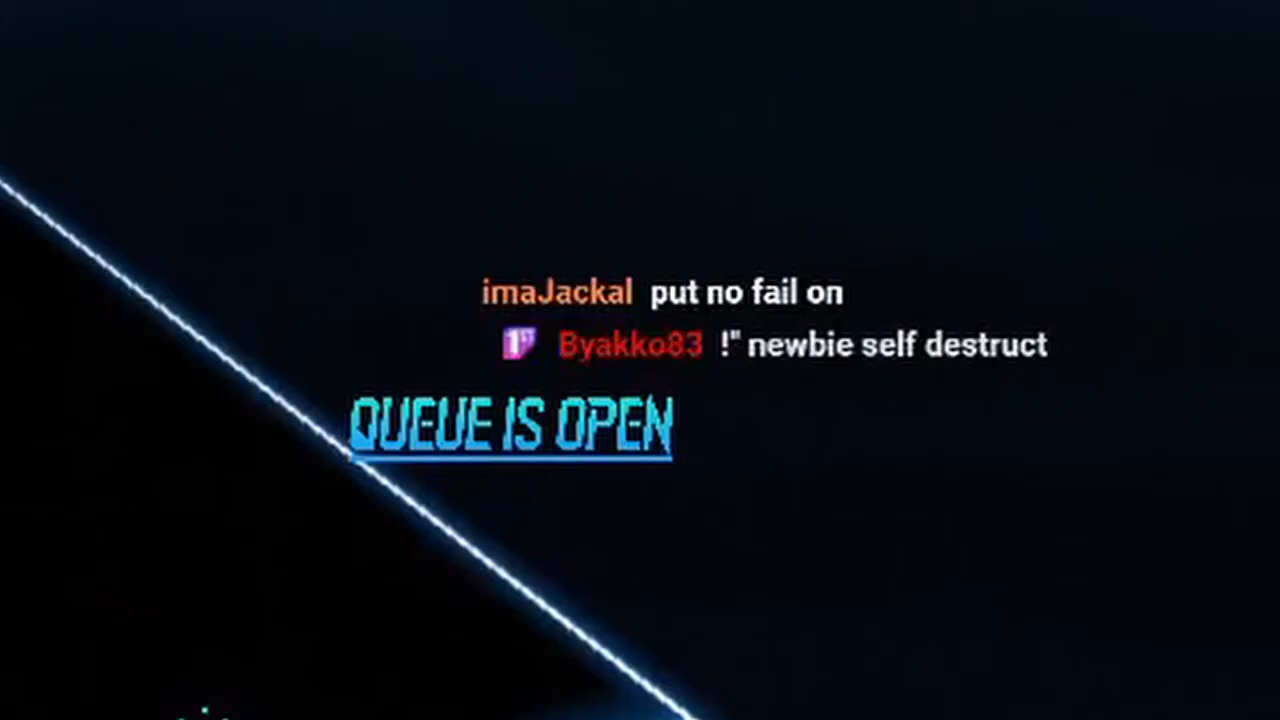 imaJackal put no fail on
Byakko83 !" newbie self destruct
QUEUE IS OPEN